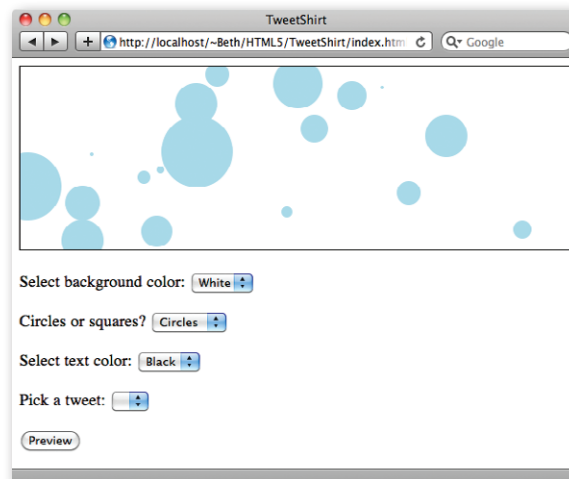 TweetShirt
http://localhost/~Beth/HTML5/TweetShirt/index.htm
Google
Select background color: White
Circles or squares? Circles
Select text color: Black
Pick a tweet:
Preview